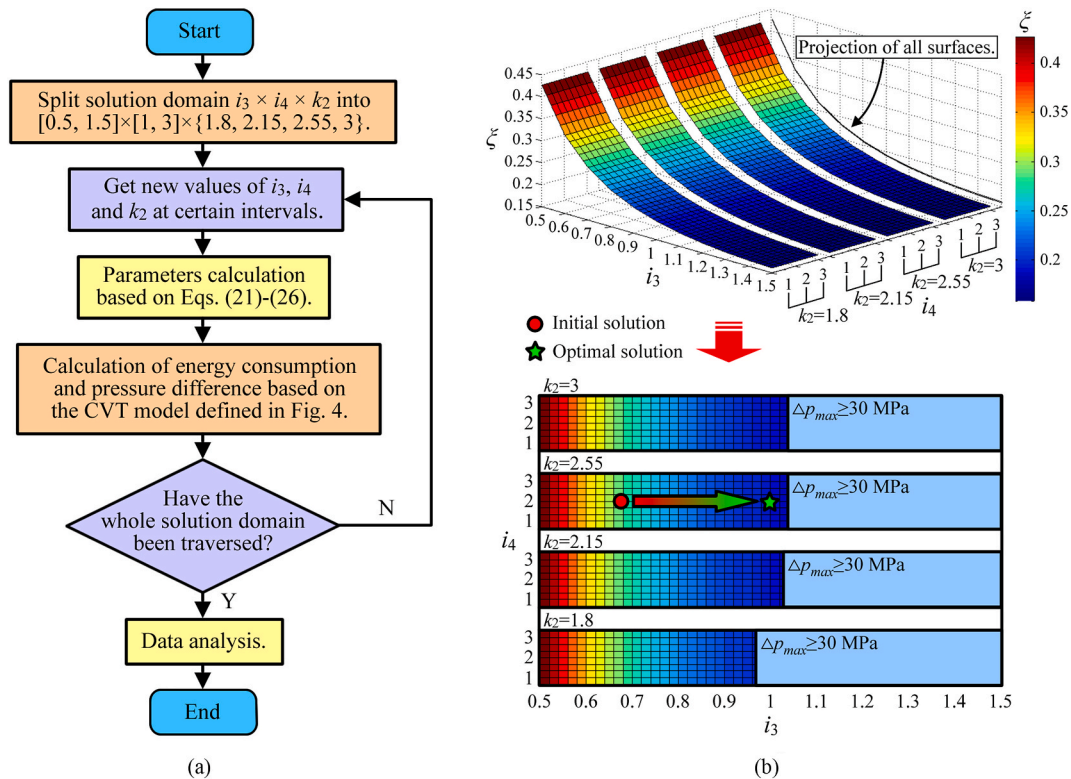 Start
Split solution domain i3 × i4 × k2 into
[0.5, 1.5]×[1, 3]×{1.8, 2.15, 2.55, 3}.
Get new values of i3, i4
and k2 at certain intervals.
Parameters calculation
based on Eqs. (21)-(26).
Calculation of energy consumption
and pressure difference based on
the CVT model defined in Fig. 4.
Have the
whole solution domain
been traversed?
N
Y
Data analysis.
End
(a)
Projection of all surfaces.
ξ
0.4
0.35
0.3
0.25
0.2
ξ
0.45
0.4
0.35
0.3
0.25
0.2
0.15
0.5
0.6
0.7
0.8
0.9
1
1.1
1.2
1.3
1.4
1.5
i3
1 2 3
k2=1.8
1 2 3
k2=2.15
1 2 3
k2=2.55
1 2 3
k2=3
i4
Initial solution
Optimal solution
k2=3
3
2
1
△pmax≥30 MPa
k2=2.55
3
2
1
△pmax≥30 MPa
i4
k2=2.15
3
2
1
△pmax≥30 MPa
k2=1.8
3
2
1
△pmax≥30 MPa
0.5 0.6 0.7 0.8 0.9 1 1.1 1.2 1.3 1.4 1.5
i3
(b)